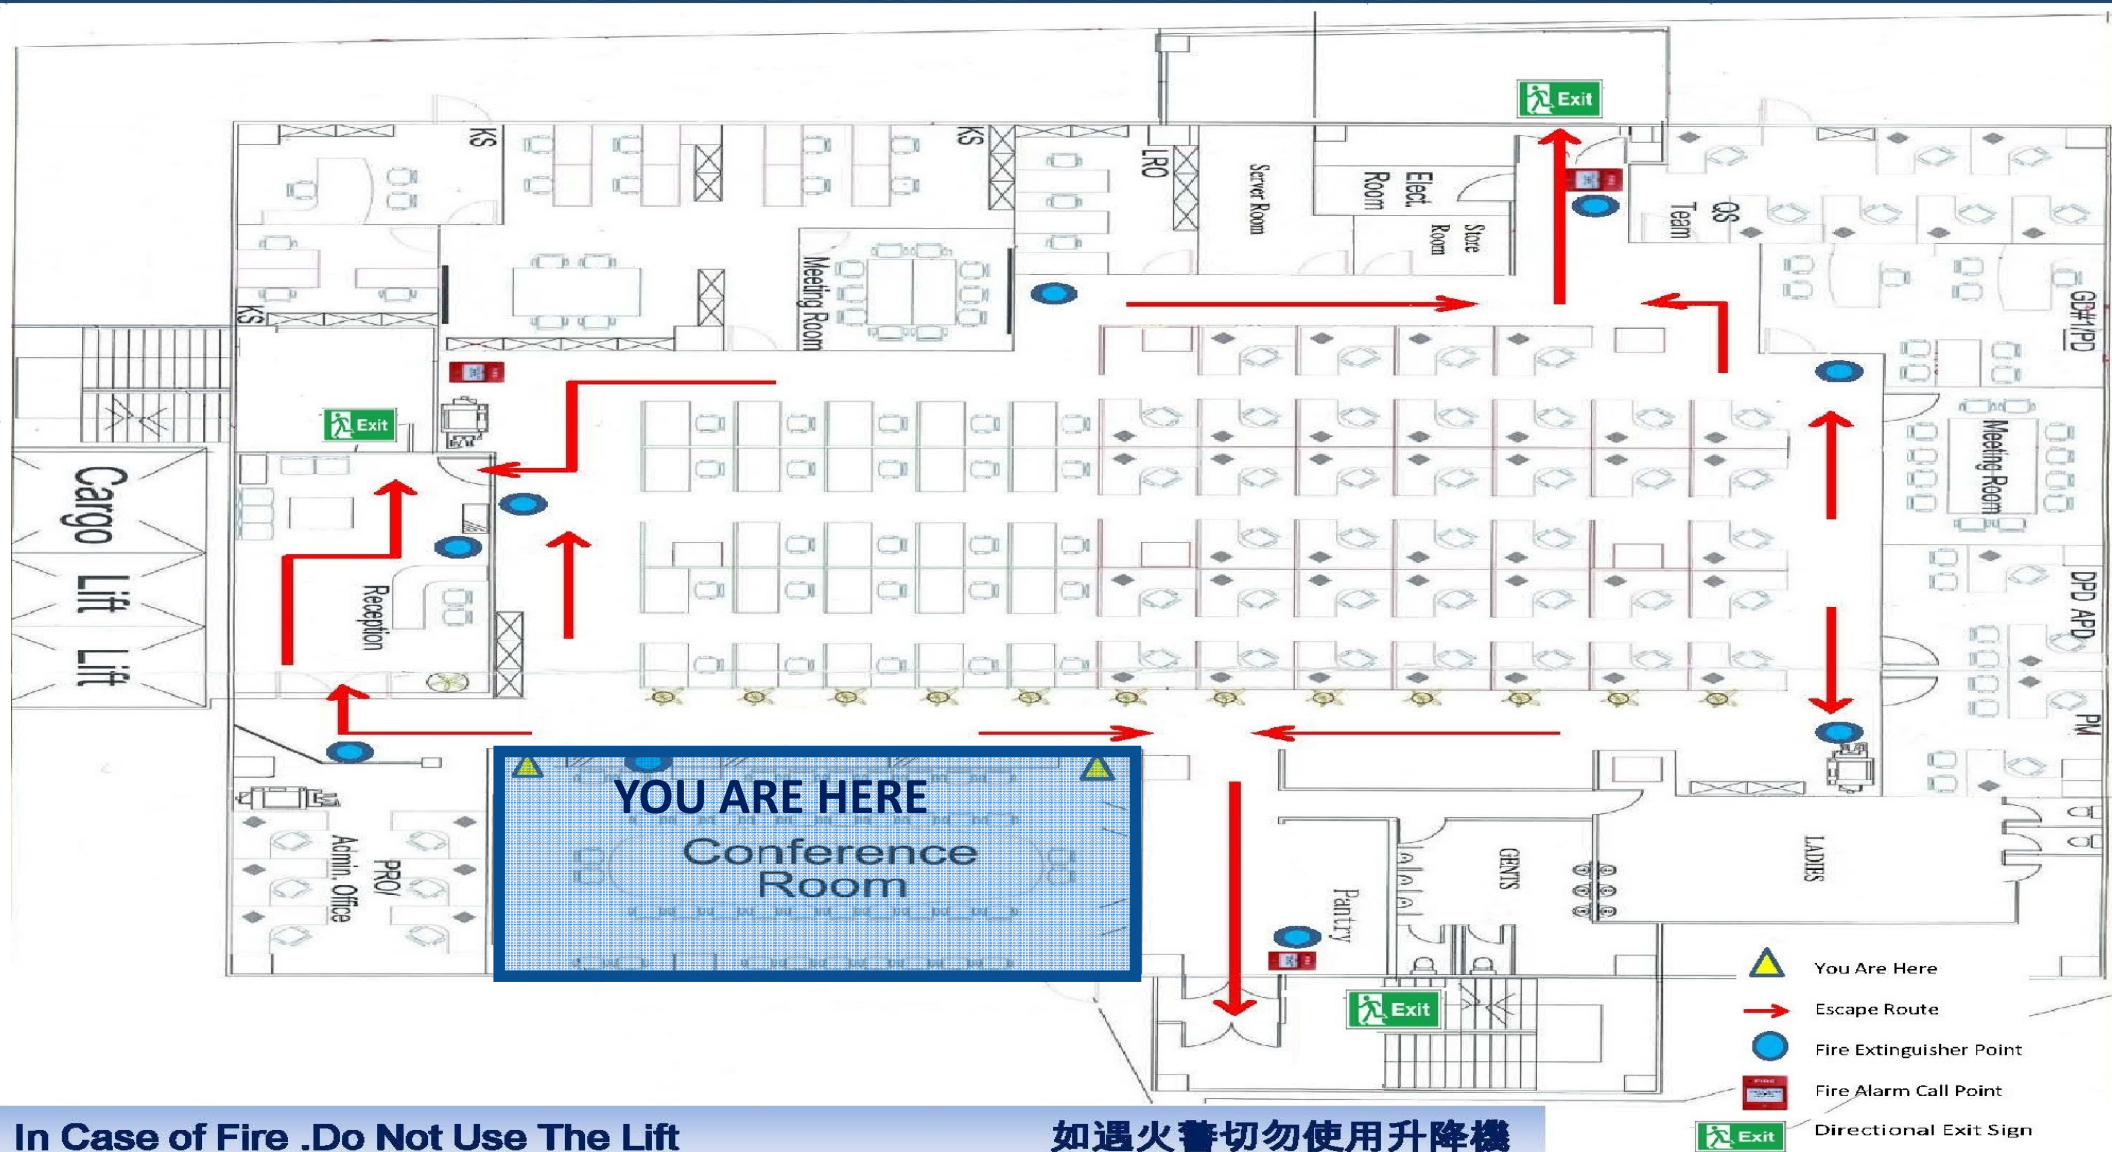 Exit
KS
KS
LRO
Server Room
Elect.
Room
Store
Room
QS
Team
Meeting Room
KS
GD#1/PD
Exit
Meeting Room
Cargo
Lift
Lift
Reception
DPD APD
PM
YOU ARE HERE
Conference
Room
PRO/
Admin. Office
Pantry
GENTS
LADIES
Exit
You Are Here
Escape Route
Fire Extinguisher Point
FIRE
Fire Alarm Call Point
Exit
Directional Exit Sign
In Case of Fire .Do Not Use The Lift
如遇火警切勿使用升降機